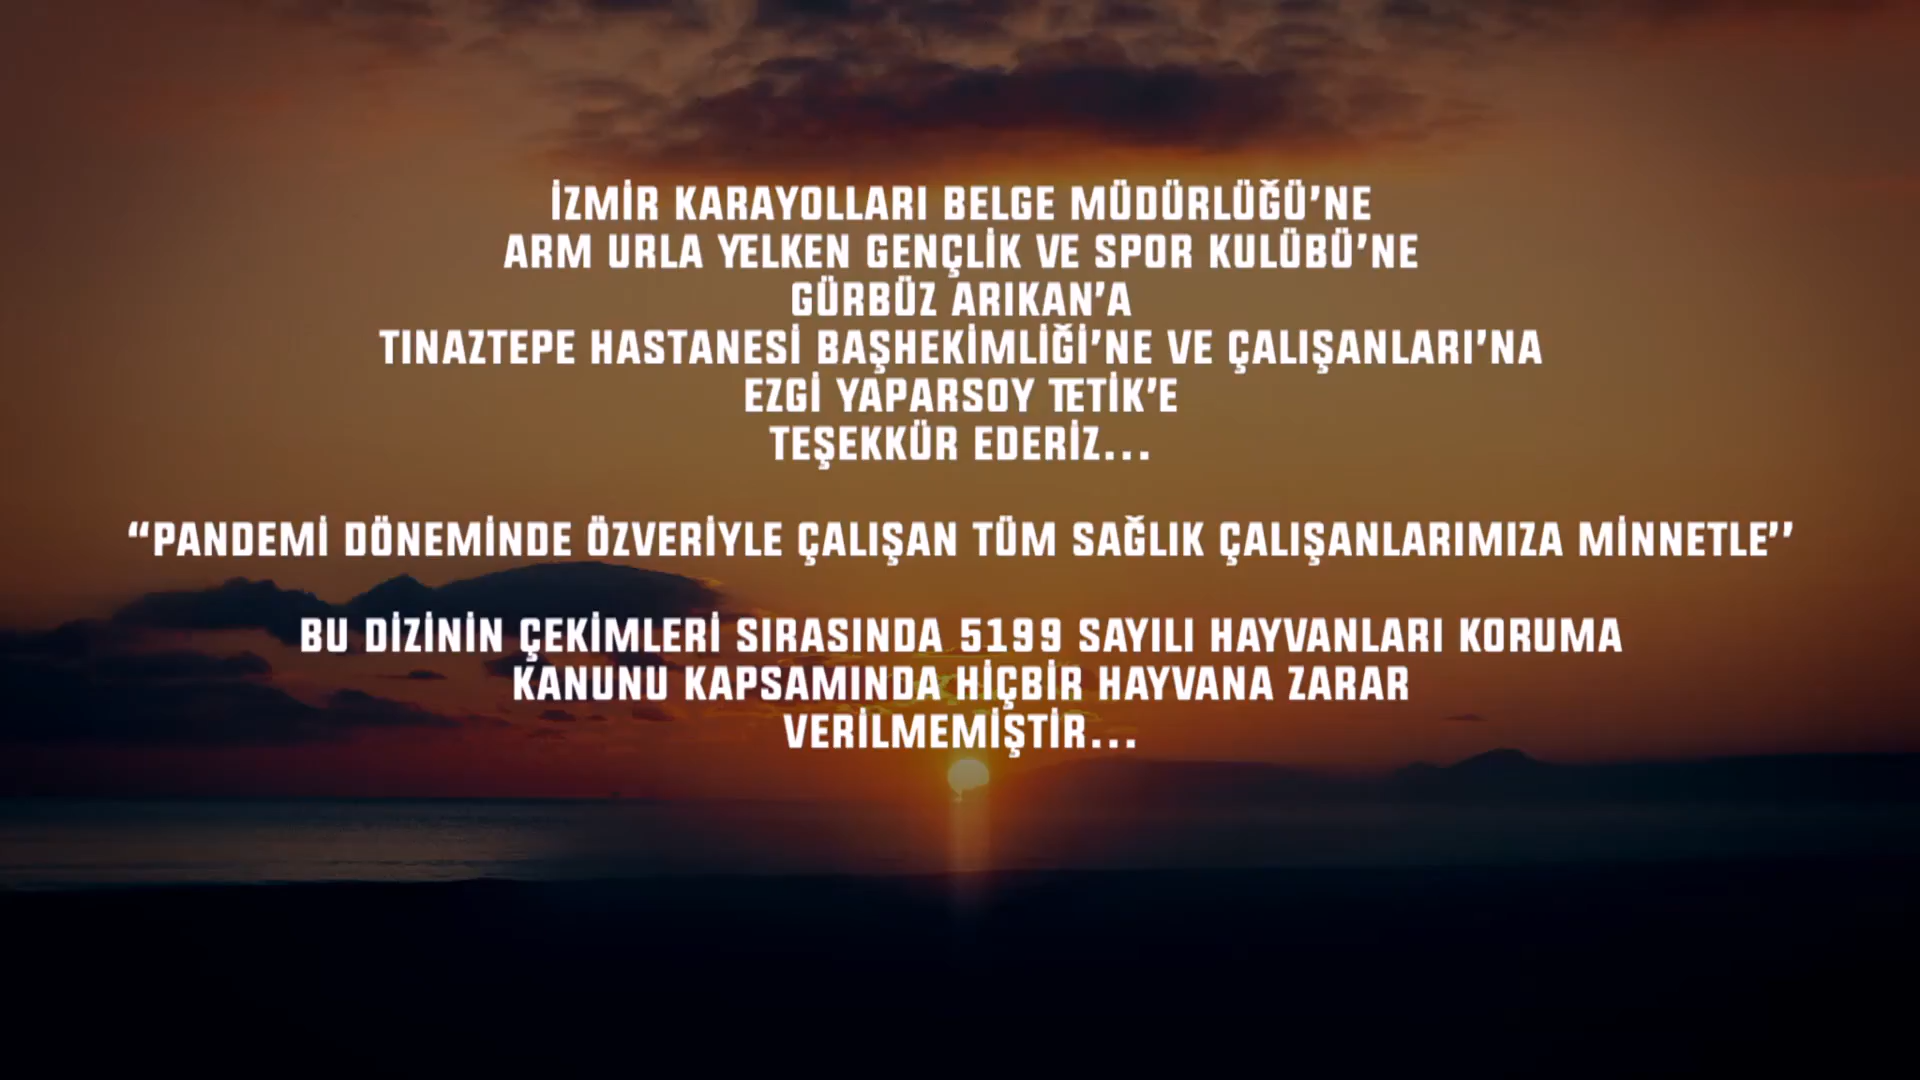 İZMİR KARAYOLLARI BELGE MÜDÜRLÜĞÜ'NE
ARM URLA YELKEN GENÇLİK VE SPOR KULÜBÜ'NE
GÜRBÜZ ARIKAN'A
TINAZTEPE HASTANESİ BAŞHEKİMLİĞİ'NE VE ÇALIŞANLARI'NA
EZGİ YAPARSOY TETİK'E
TEŞEKKÜR EDERİZ...
“PANDEMİ DÖNEMİNDE ÖZVERİYLE ÇALIŞAN TÜM SAĞLIK ÇALIŞANLARIMIZA MİNNETLE''
BU DİZİNİN ÇEKİMLERİ SIRASINDA 5199 SAYILI HAYVANLARI KORUMA
KANUNU KAPSAMINDA HİÇBİR HAYVANA ZARAR
VERİLMEMİŞTİR...